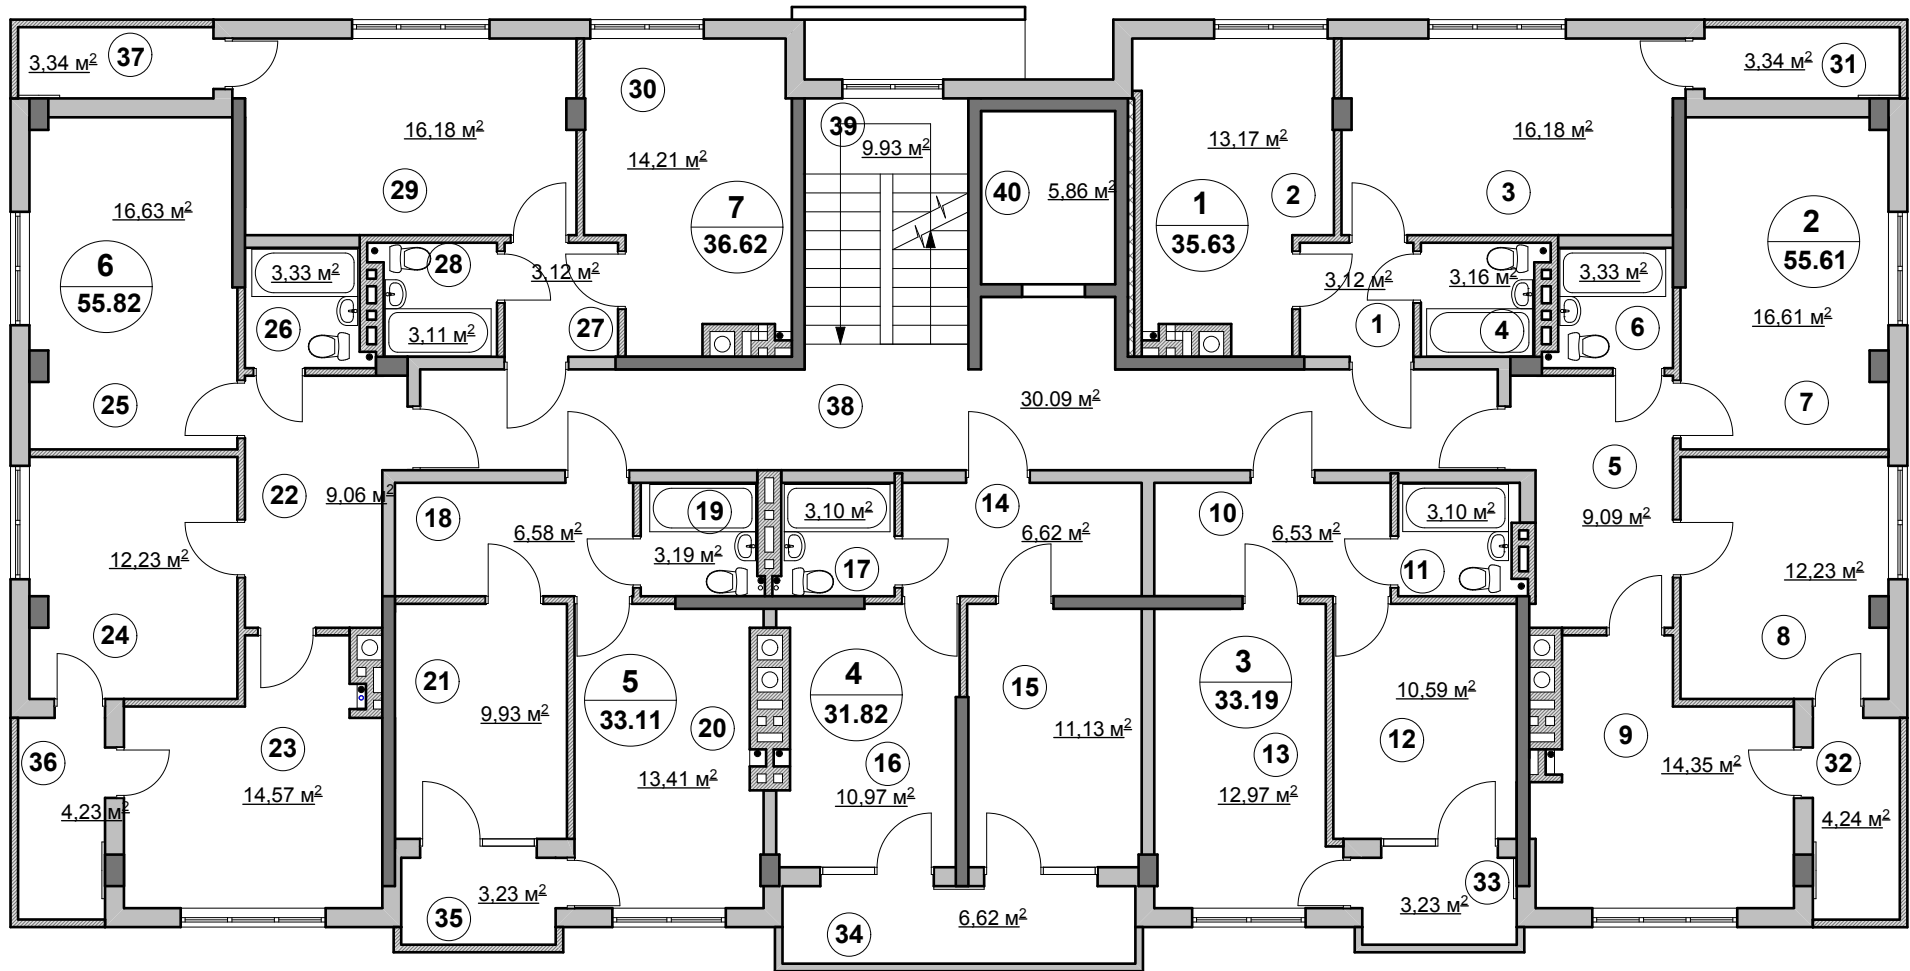 37
3,34 м²
30
16,18 м²
29
14,21 м²
39
9.93 м²
40
5,86 м²
13,17 м²
2
16,18 м²
3
3,34 м²
31
16,63 м²
6
55.82
7
36.62
1
35.63
2
55.61
3,33 м²
28
3,12 м²
26
3,11 м²
27
3,12 м²
1
3,16 м²
4
3,33 м²
6
16,61 м²
25
38
30.09 м²
7
22
9,06 м²
5
9,09 м²
18
6,58 м²
19
3,19 м²
3,10 м²
17
14
6,62 м²
10
6,53 м²
3,10 м²
11
12,23 м²
24
12,23 м²
8
21
9,93 м²
5
33.11
20
13,41 м²
4
31.82
16
10,97 м²
15
11,13 м²
3
33.19
13
12,97 м²
10,59 м²
12
36
4,23 м²
23
14,57 м²
9
14,35 м²
32
4,24 м²
3,23 м²
35
34
6,62 м²
33
3,23 м²